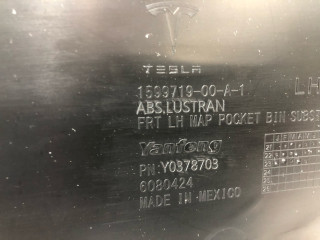 TESLA
1599719-00-A-1
LH
ABS,LUSTRAN
FRT LH MAP POCKET BIN SUBST
Yanfeng
PN: Y0378703
6080424
MADE IN MEXICO